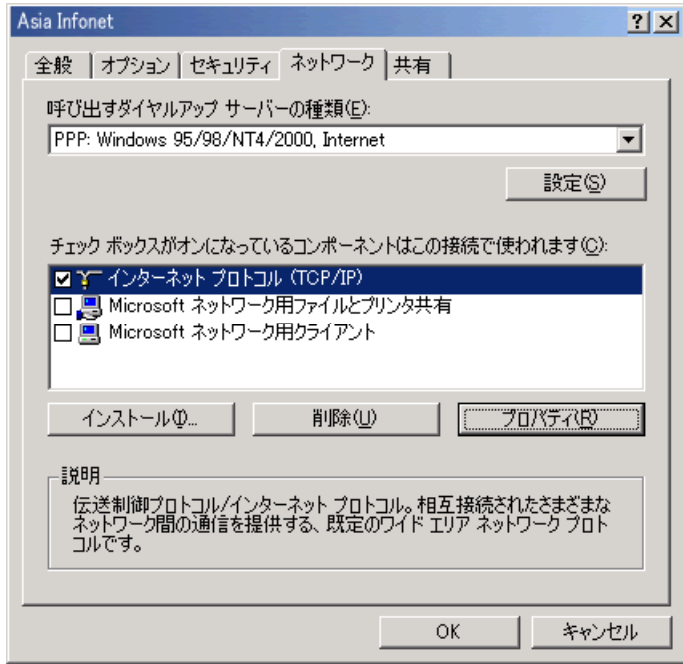 Asia Infonet
全般 オプション セキュリティ ネットワーク 共有
呼び出すダイヤルアップ サーバーの種類(E):
PPP: Windows 95/98/NT4/2000, Internet
設定(S)
チェック ボックスがオンになっているコンポーネントはこの接続で使われます(C):
インターネット プロトコル (TCP/IP)
Microsoft ネットワーク用ファイルとプリンタ共有
Microsoft ネットワーク用クライアント
インストール(I)... 削除(U) プロパティ(R)
説明
伝送制御プロトコル/インターネット プロトコル。相互接続されたさまざまな
ネットワーク間の通信を提供する、既定のワイド エリア ネットワーク プロト
コルです。
OK キャンセル